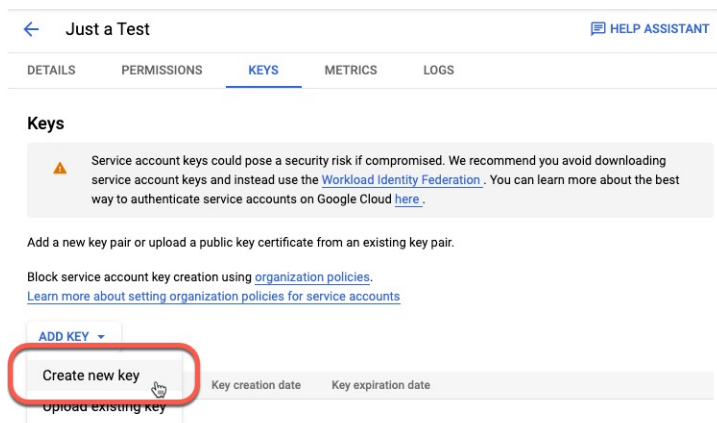 Just a Test
HELP ASSISTANT
DETAILS PERMISSIONS KEYS METRICS LOGS
Keys
Service account keys could pose a security risk if compromised. We recommend you avoid downloading
service account keys and instead use the Workload Identity Federation . You can learn more about the best
way to authenticate service accounts on Google Cloud here .
Add a new key pair or upload a public key certificate from an existing key pair.
Block service account key creation using organization policies.
Learn more about setting organization policies for service accounts
ADD KEY
Create new key
Key creation date Key expiration date
Upload existing key